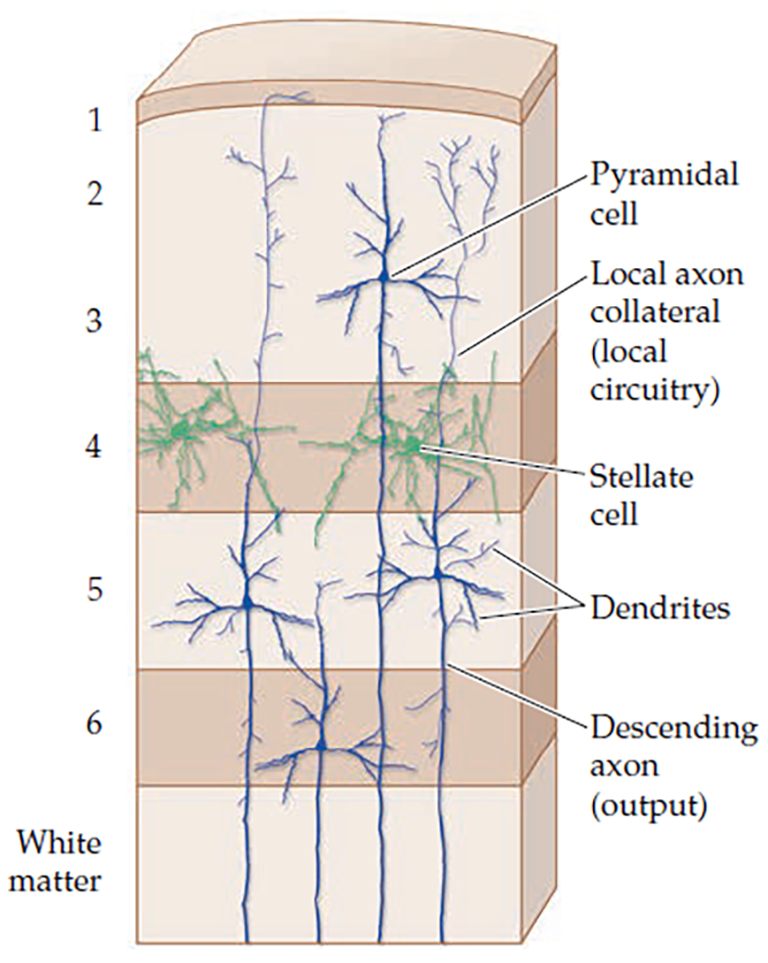 1
2
3
4
5
6
White
matter
Pyramidal
cell
Local axon
collateral
(local
circuitry)
Stellate
cell
Dendrites
Descending
axon
(output)